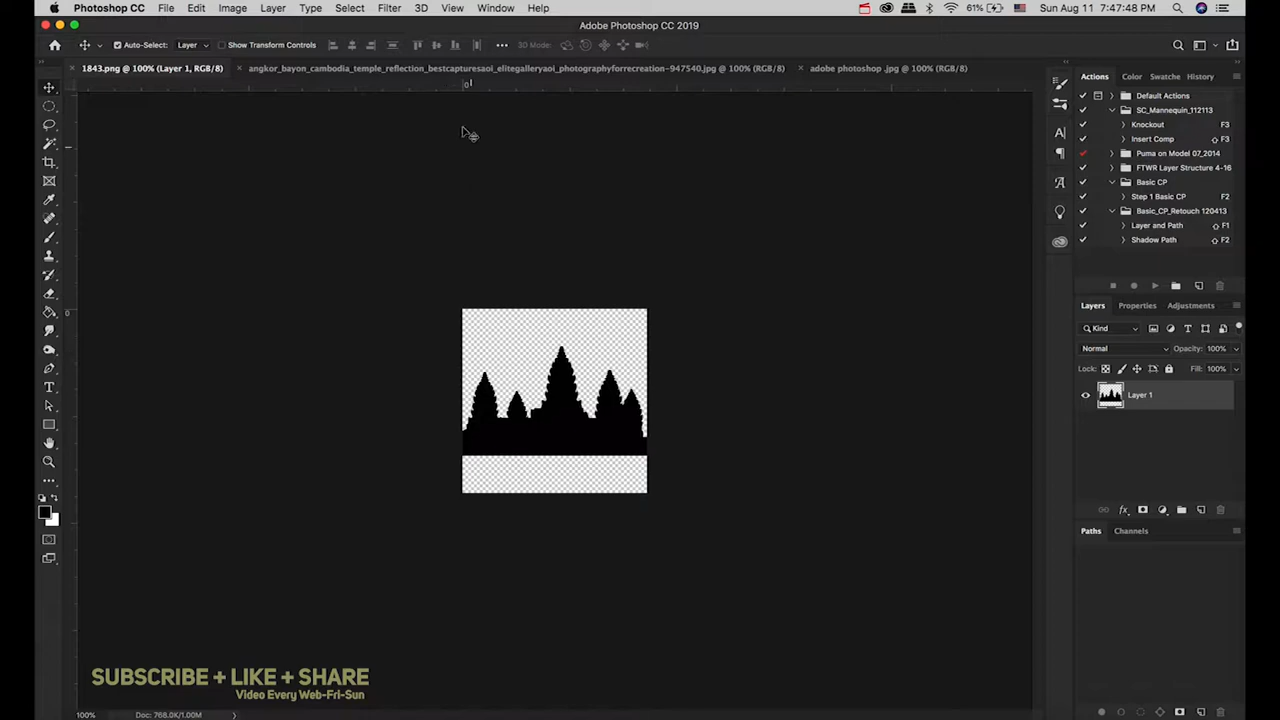 Photoshop CC File Edit Image Layer Type Select Filter 3D View Window Help 61% Sun Aug 11 7:47:48 PM
Adobe Photoshop CC 2019
Auto-Select: Layer Show Transform Controls 3D Mode:
1843.png @ 100% (Layer 1, RGB/8) angkor_bayon_cambodia_temple_reflection_bestcapturesaoi_elitegalleryaoi_photographyforrecreation-947540.jpg @ 100% (RGB/8) adobe photoshop .jpg @ 100% (RGB/8)
0
0
Actions Color Swatche History
Default Actions
SC_Mannequin_112113
Knockout F3
Insert Comp F3
Puma on Model 07_2014
FTWR Layer Structure 4-16
Basic CP
Step 1 Basic CP F2
Basic_CP_Retouch 120413
Layer and Path F1
Shadow Path F2
Layers Properties Adjustments
Kind
Normal Opacity: 100%
Lock: Fill: 100%
Layer 1
fx
Paths Channels
SUBSCRIBE + LIKE + SHARE
Video Every Web-Fri-Sun
100% Doc: 768.0K/1.00M